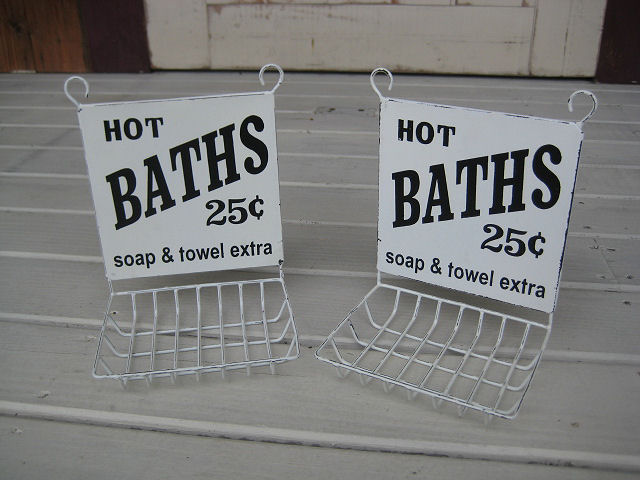 HOT
BATHS
25¢
soap & towel extra
HOT
BATHS
25¢
soap & towel extra